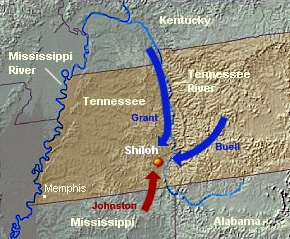 Kentucky
Mississippi
River
Tennessee
River
Tennessee
Grant
Shiloh
Buell
Memphis
Johnston
Mississippi
Alabama